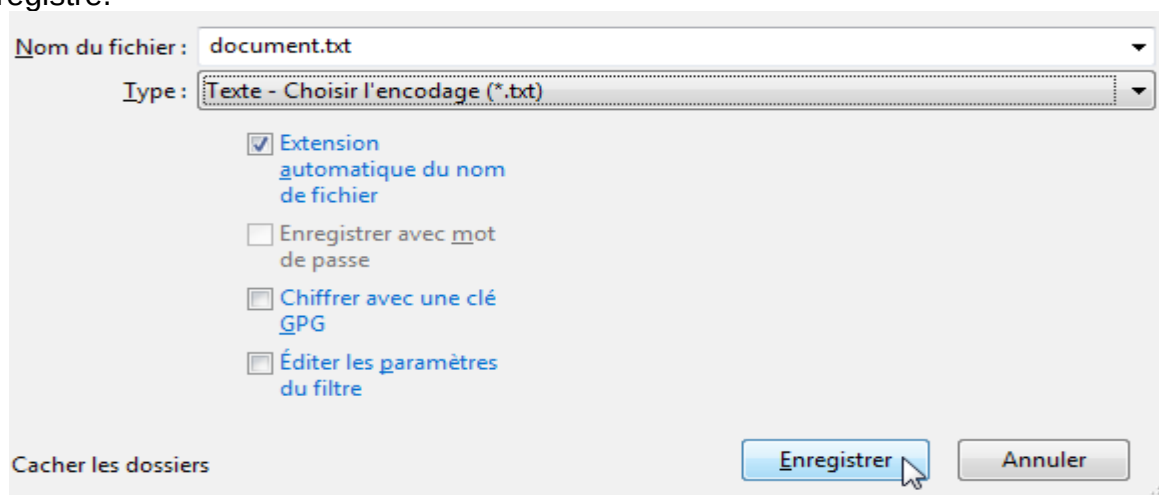 registre.
Nom du fichier : document.txt
Type : Texte - Choisir l'encodage (*.txt)
Extension
automatique du nom
de fichier
Enregistrer avec mot
de passe
Chiffrer avec une clé
GPG
Éditer les paramètres
du filtre
Cacher les dossiers Enregistrer Annuler